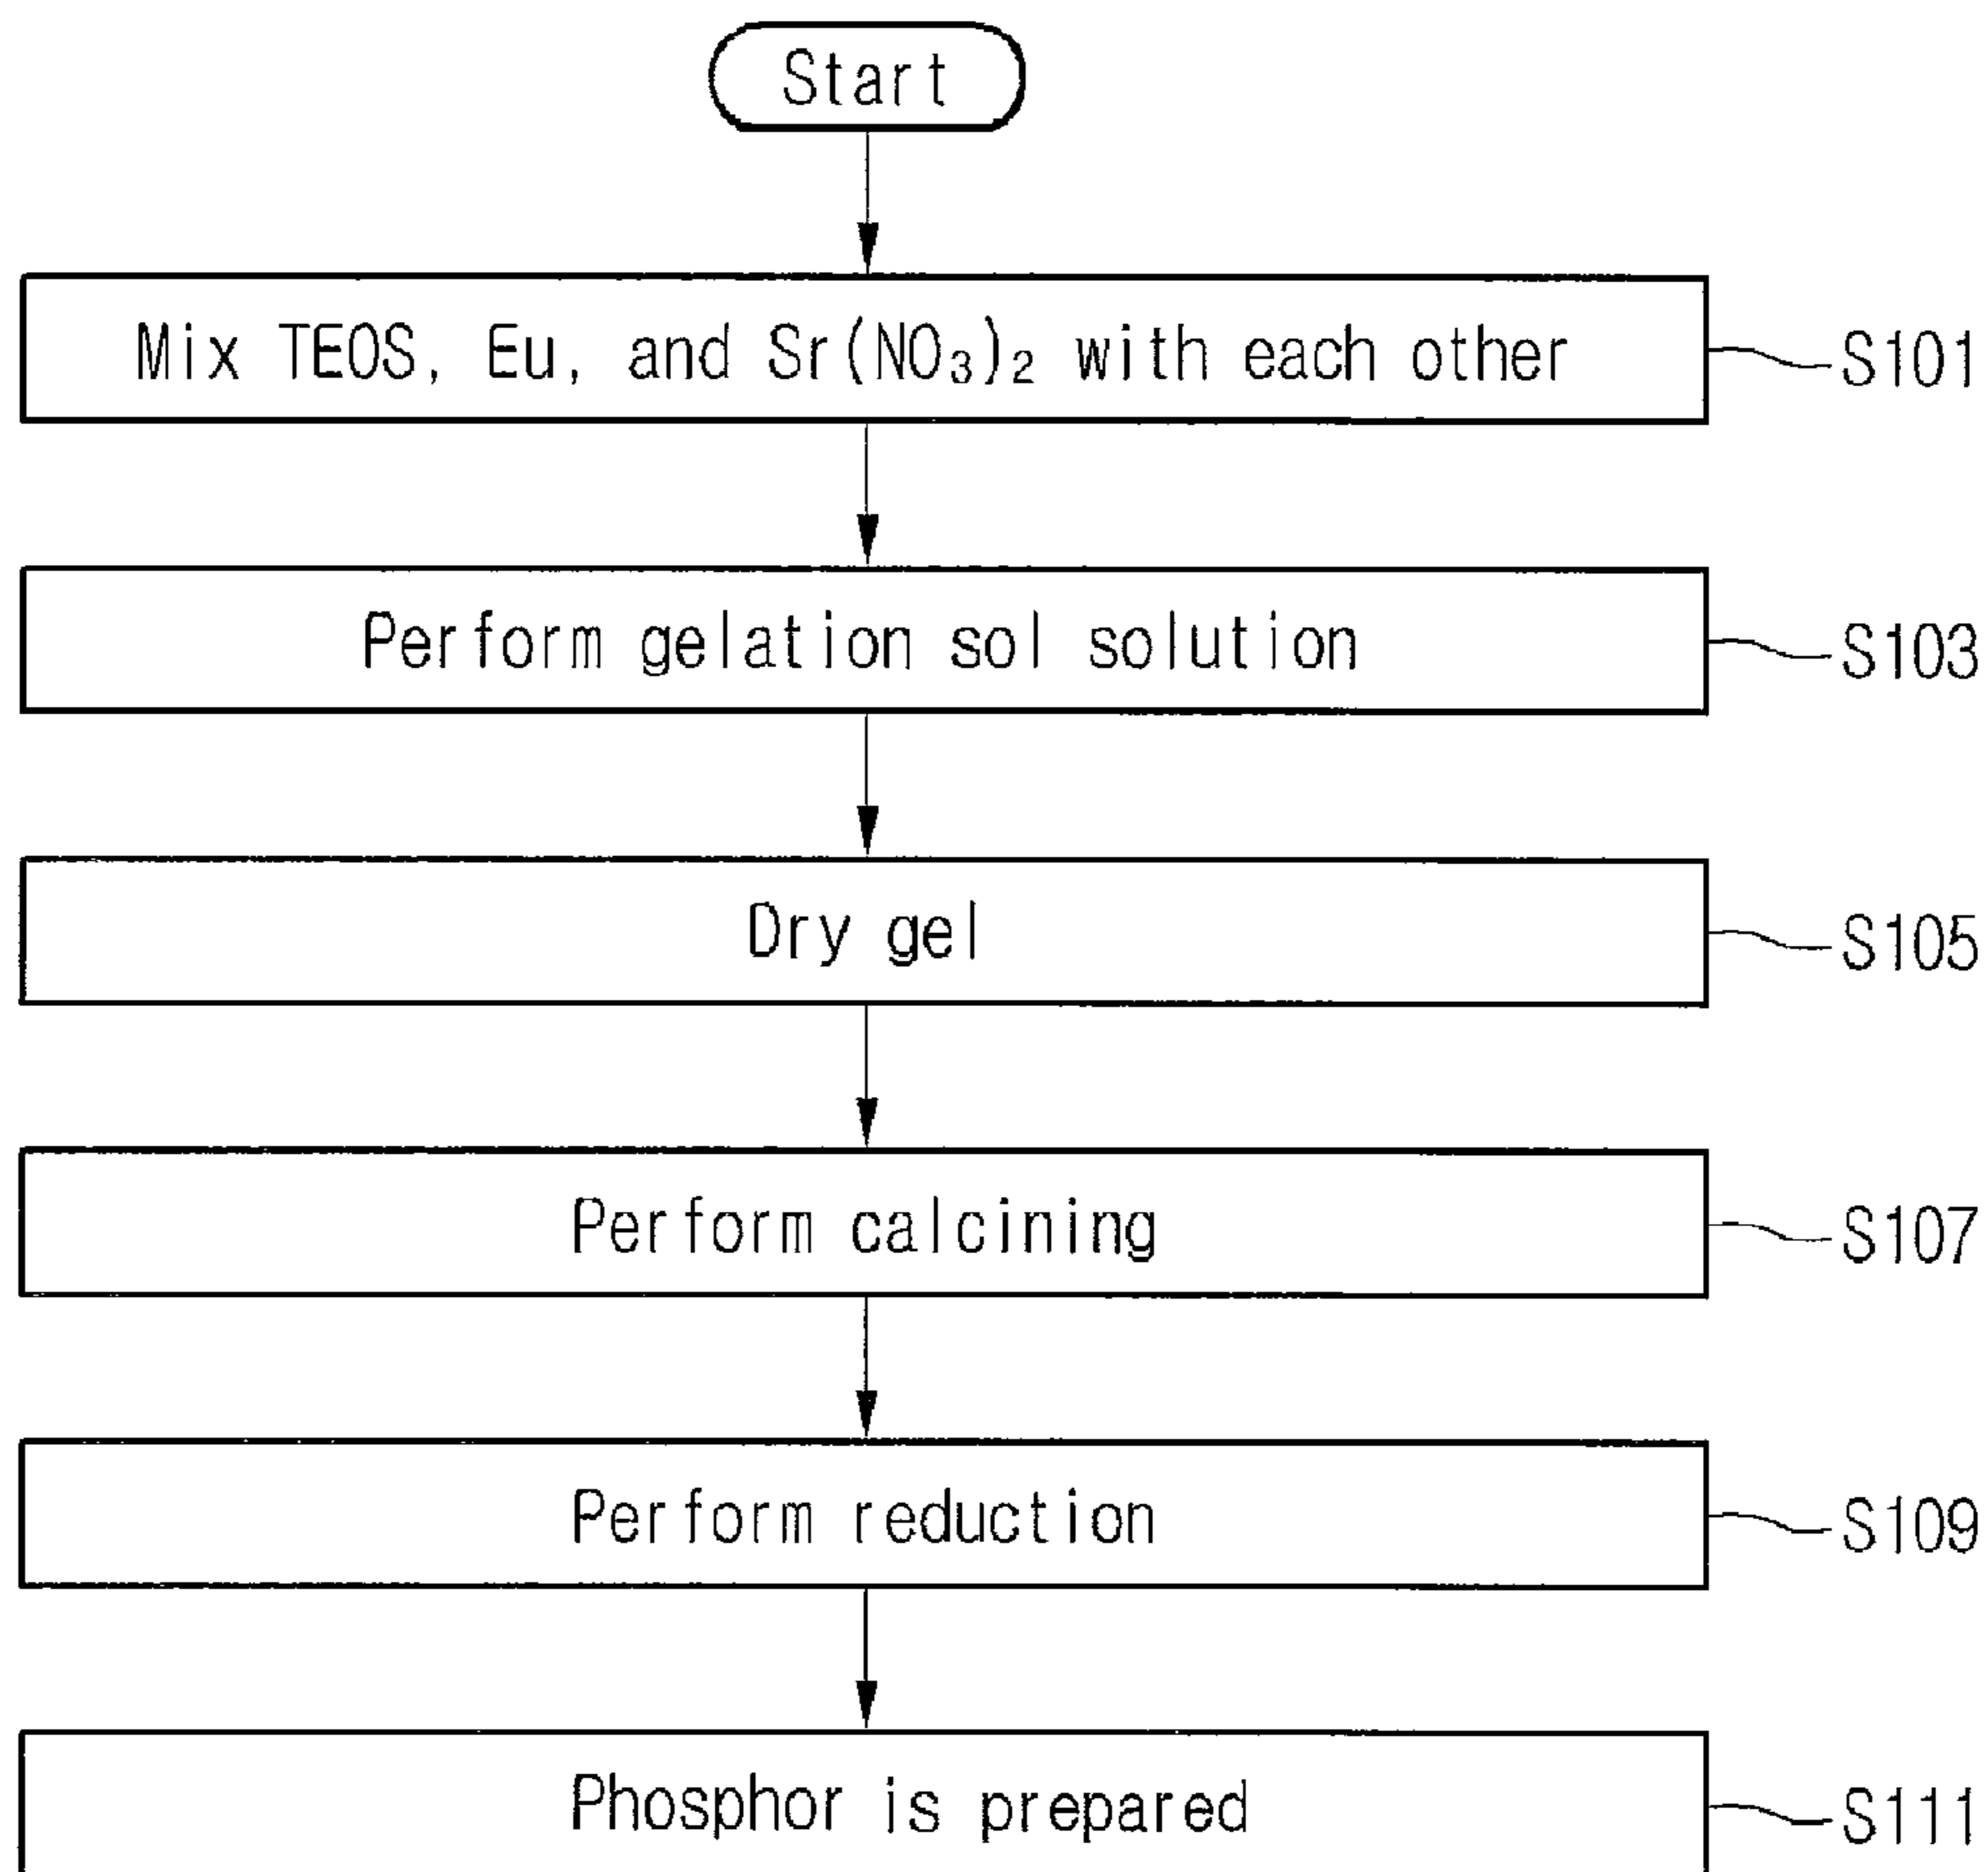 Start
Mix TEOS, Eu, and Sr(NO₃)₂ with each other
S101
Perform gelation sol solution
S103
Dry gel
S105
Perform calcining
S107
Perform reduction
S109
Phosphor is prepared
S111